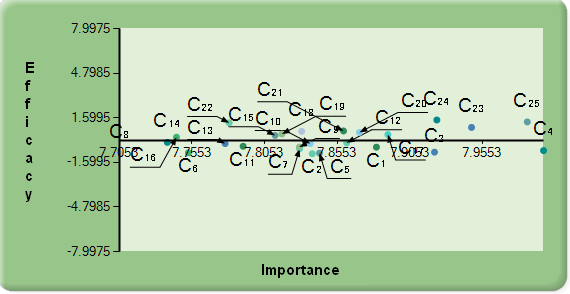 Efficacy
7.9975
4.7985
1.5995
-1.5995
-4.7985
-7.9975
7.7053 7.7553 7.8053 7.8553 7.9053 7.9553
C21
C22 C15 C18 C19 C20 C24 C23 C25
C14 C13 C10 C9 C12 C4
C8 C3
C16 C6 C11 C7 C2 C5 C1 C17
Importance